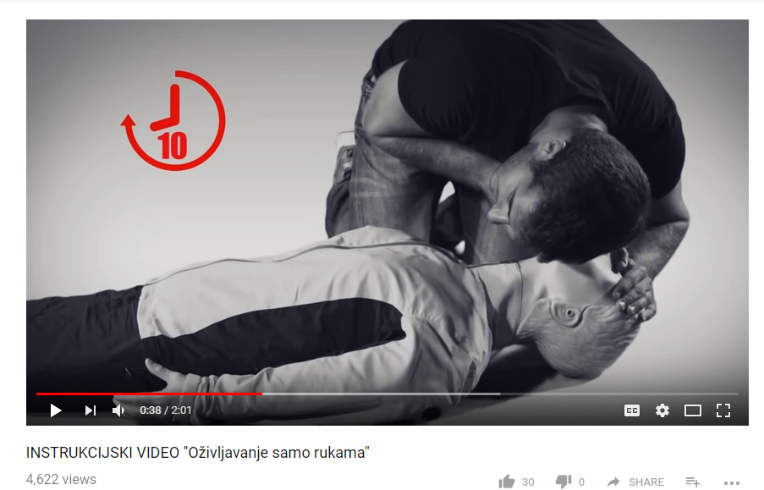 10
0:38 / 2:01
CC
INSTRUKCIJSKI VIDEO "Oživljavanje samo rukama"
4,622 views
30
0
SHARE